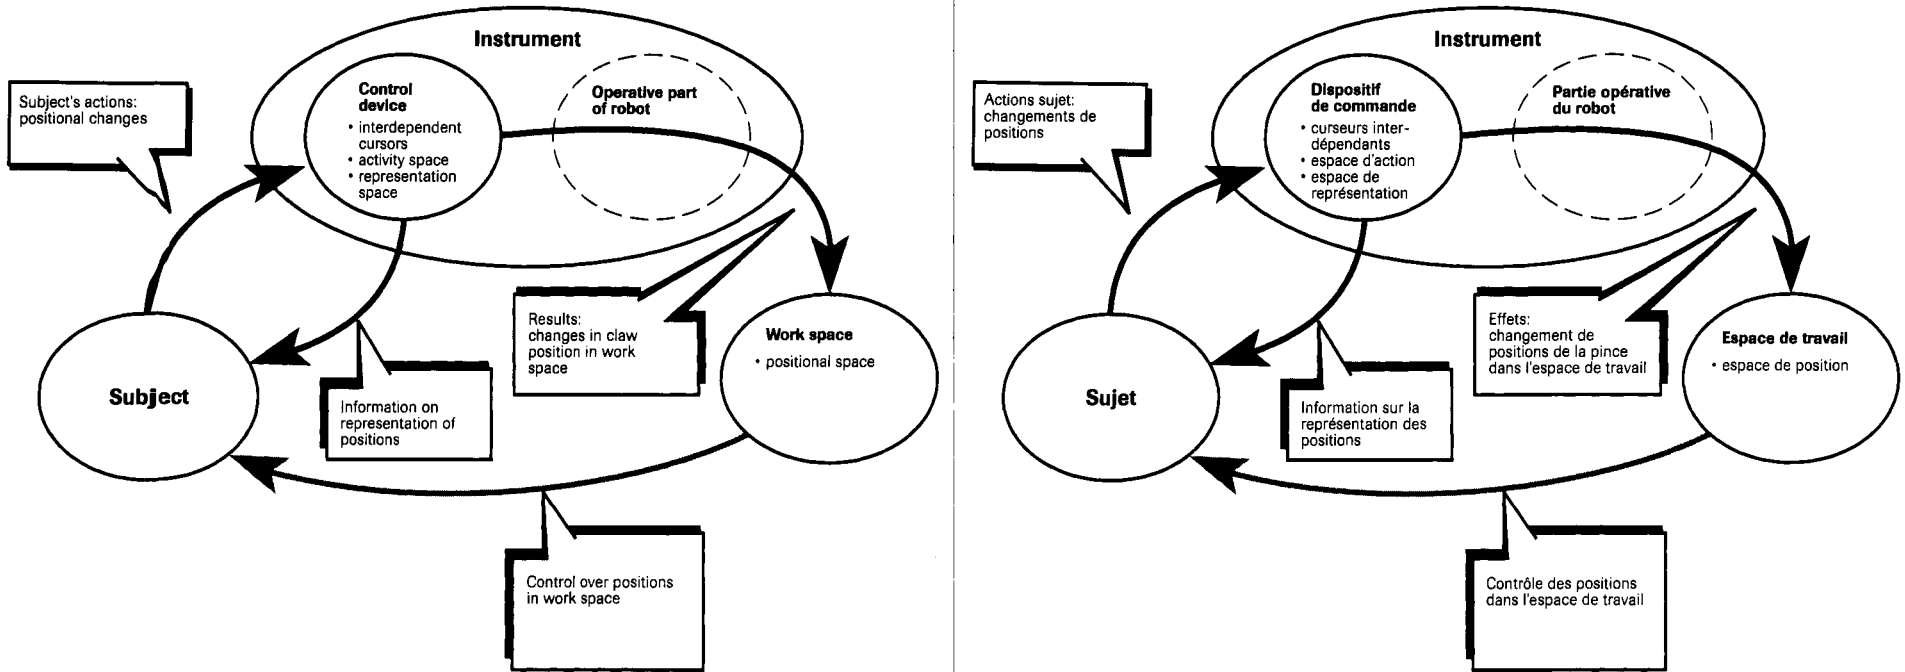 Instrument
Subject's actions:
positional changes
Control
device
• interdependent
cursors
• activity space
• representation
space
Operative part
of robot
Results:
changes in claw
position in work
space
Work space
• positional space
Subject
Information on
representation of
positions
Control over positions
in work space
Instrument
Actions sujet:
changements de
positions
Dispositif
de commande
• curseurs inter-
dépendants
• espace d'action
• espace de
représentation
Partie opérative
du robot
Effets:
changement de
positions de la pince
dans l'espace de travail
Espace de travail
• espace de position
Sujet
Information sur la
représentation des
positions
Contrôle des positions
dans l'espace de travail